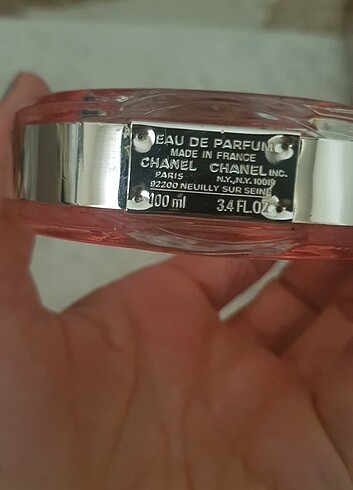 EAU DE PARFUM
MADE IN FRANCE
CHANEL CHANEL INC.
PARIS N.Y., N.Y. 10019
92200 NEUILLY SUR SEINE
100 ml 3.4 FL.OZ